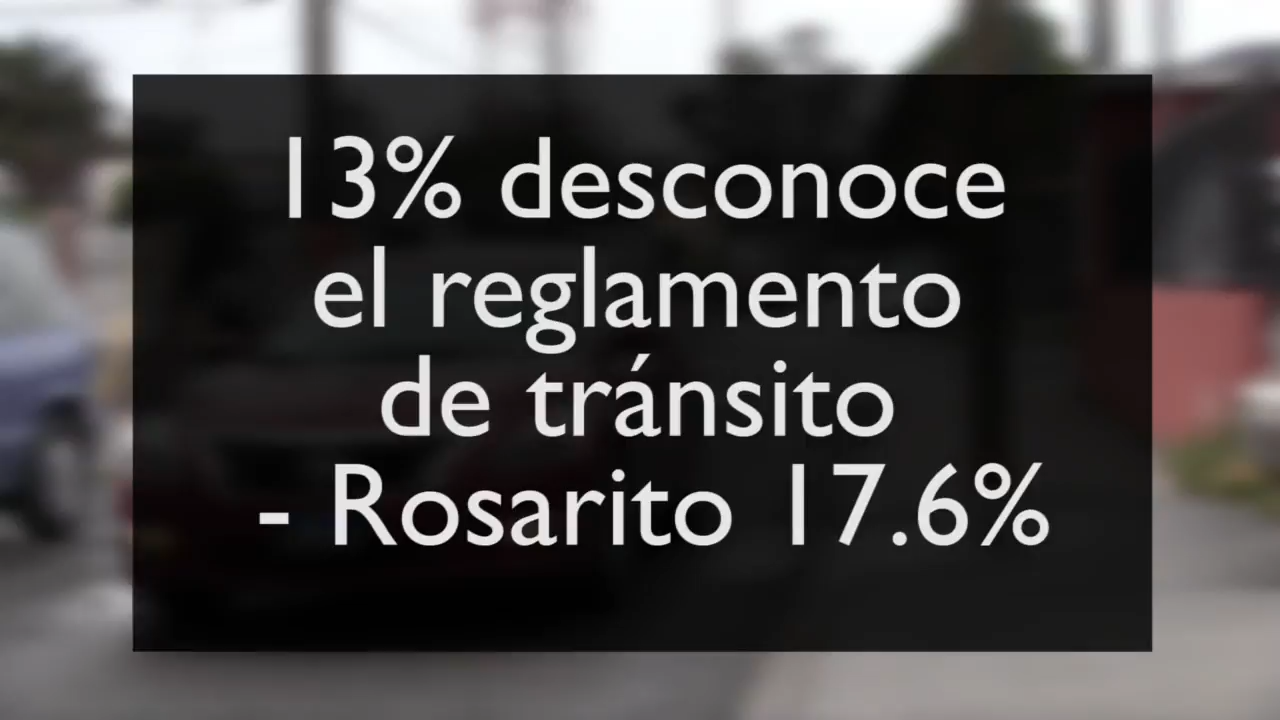 13% desconoce
el reglamento
de tránsito
- Rosarito 17.6%